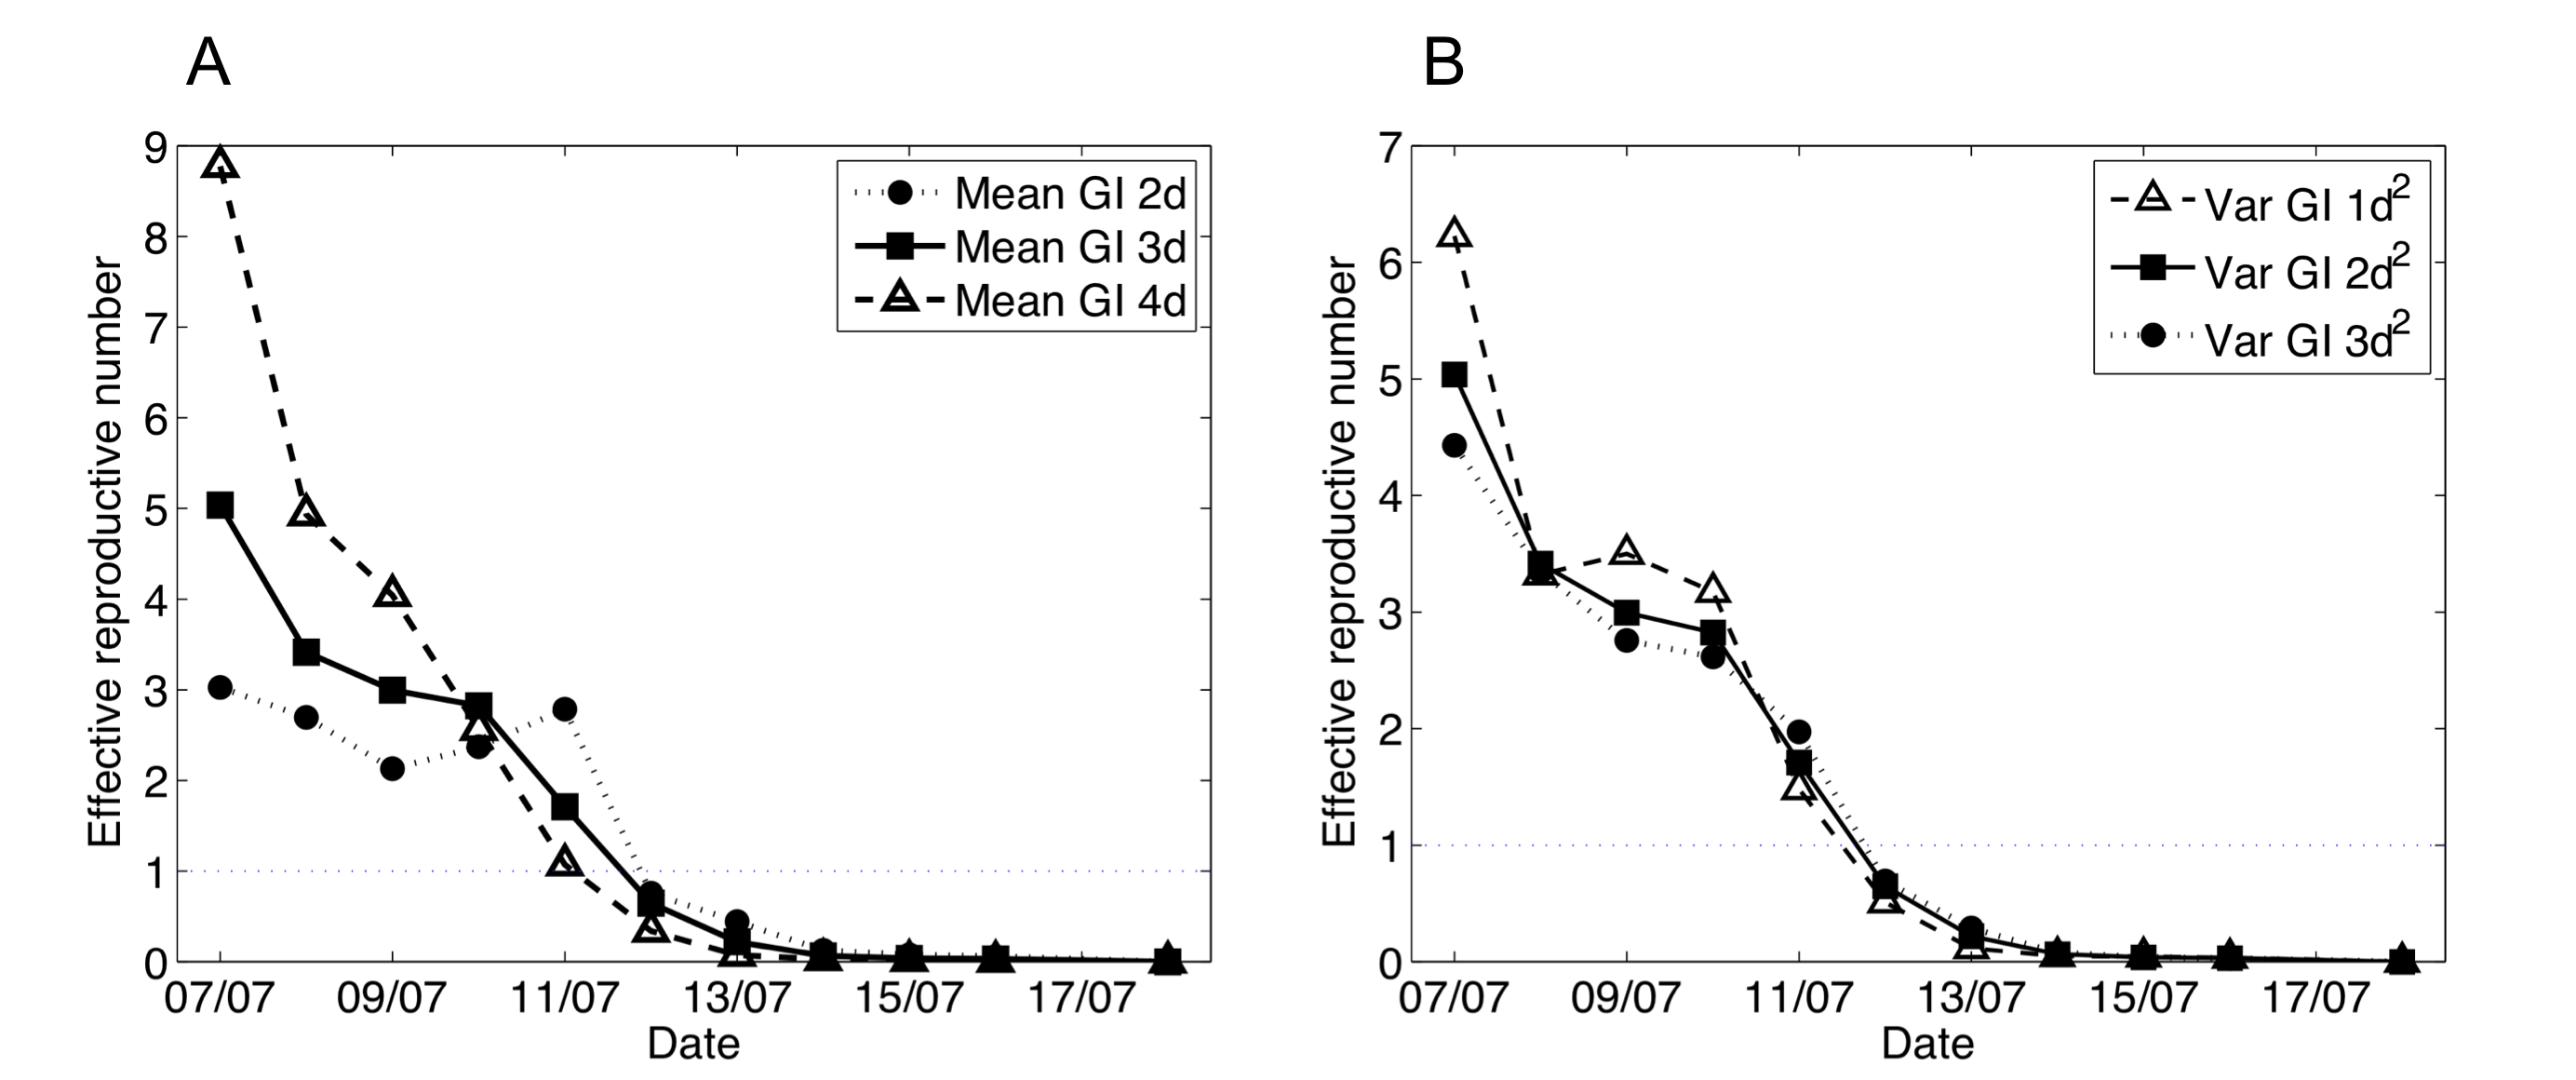 A
Effective reproductive number
9
8
7
6
5
4
3
2
1
0
Mean GI 2d
Mean GI 3d
Mean GI 4d
07/07 09/07 11/07 13/07 15/07 17/07
Date
B
Effective reproductive number
7
6
5
4
3
2
1
0
Var GI 1d²
Var GI 2d²
Var GI 3d²
07/07 09/07 11/07 13/07 15/07 17/07
Date